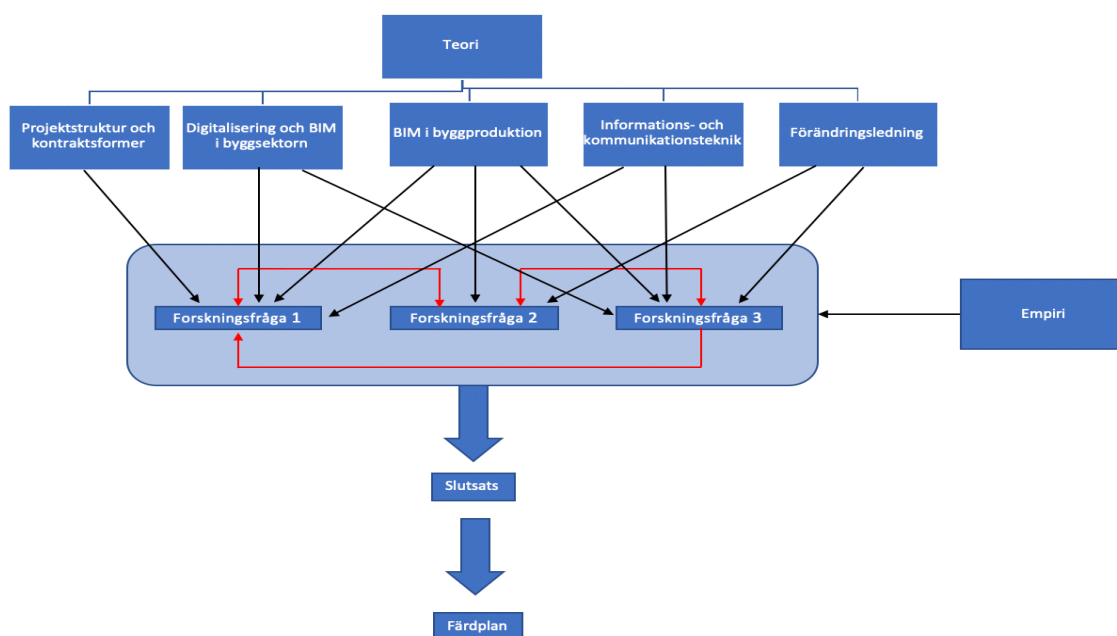 Teori
Projektstruktur och
kontraktsformer
Digitalisering och BIM
i byggsektorn
BIM i byggproduktion
Informations- och
kommunikationsteknik
Förändringsledning
Forskningsfråga 1
Forskningsfråga 2
Forskningsfråga 3
Empiri
Slutsats
Färdplan